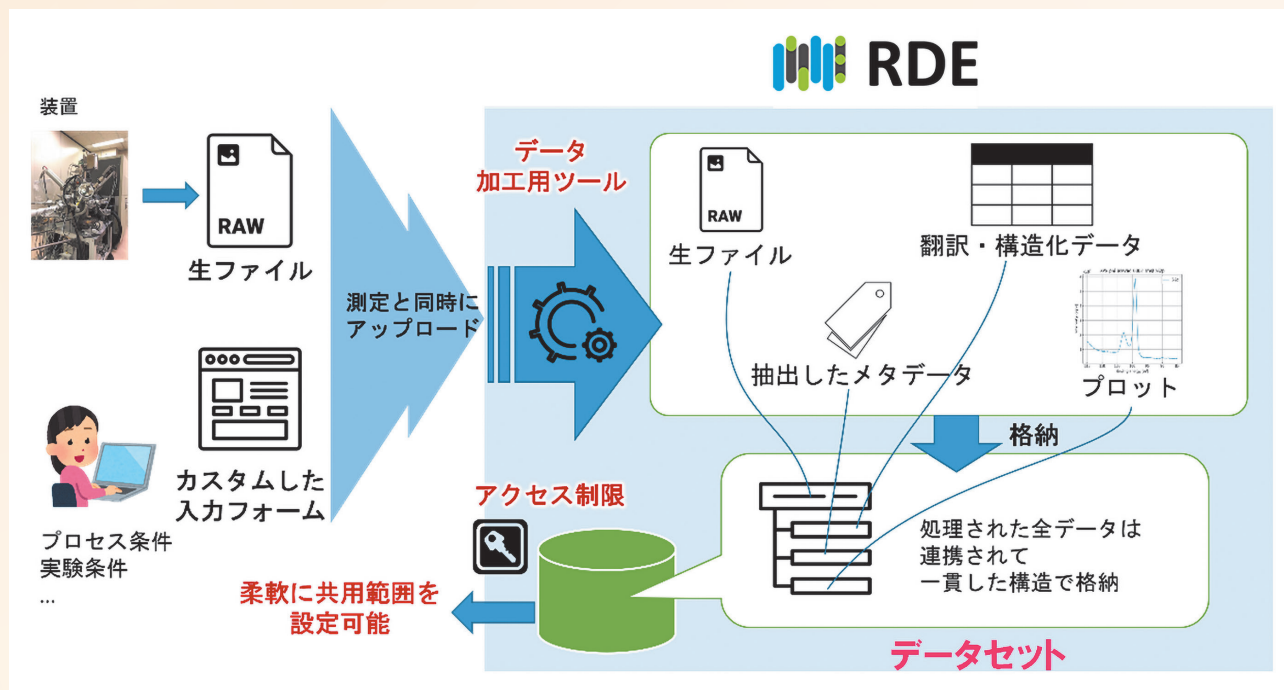 RDE
装置
RAW
生ファイル
測定と同時に
アップロード
カスタムした
入力フォーム
プロセス条件
実験条件
...
データ
加工用ツール
RAW
生ファイル
翻訳・構造化データ
抽出したメタデータ
プロット
格納
アクセス制限
柔軟に共用範囲を
設定可能
処理された全データは
連携されて
一貫した構造で格納
データセット